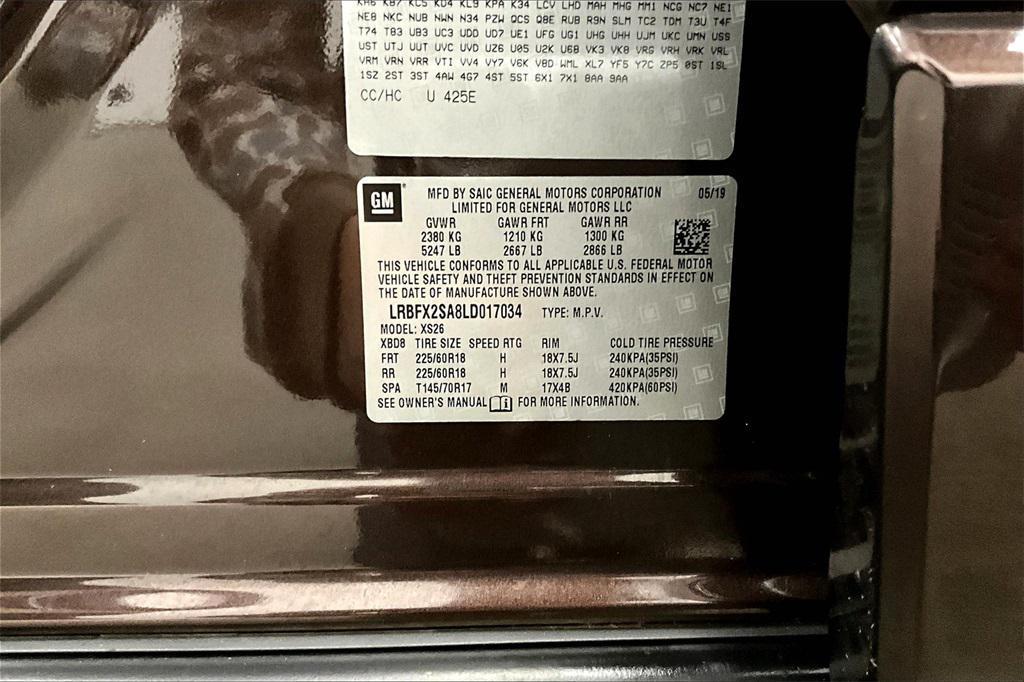 KH6 KB7 KC5 KU4 KL9 KPA K34 LCV LHD MAH MHG MM1 NCG NC7 NE1
NE8 NKC NUB NWN N34 PZW QCS Q8E RUB R9N SLM TC2 TDM T3U T4F
T74 T83 UB3 UC3 UDD UD7 UE1 UFG UG1 UHG UHH UJM UKC UMN USS
UST UTJ UUT UVC UVD UZ6 U05 U2K U68 VK3 VK8 VRG VRH VRK VRL
VRM VRN VRR VTI VV4 VY7 V6K V8D WML XL7 YF5 Y7C ZP5 0ST 1SL
1SZ 2ST 3ST 4AW 4G7 4ST 5ST 6X1 7X1 8AA 9AA
CC/HC U 425E
GM MFD BY SAIC GENERAL MOTORS CORPORATION 05/19
LIMITED FOR GENERAL MOTORS LLC
GVWR GAWR FRT GAWR RR
2380 KG 1210 KG 1300 KG
5247 LB 2667 LB 2866 LB
THIS VEHICLE CONFORMS TO ALL APPLICABLE U.S. FEDERAL MOTOR
VEHICLE SAFETY AND THEFT PREVENTION STANDARDS IN EFFECT ON
THE DATE OF MANUFACTURE SHOWN ABOVE.
LRBFX2SA8LD017034 TYPE: M.P.V.
MODEL: XS26
XBD8 TIRE SIZE SPEED RTG RIM COLD TIRE PRESSURE
FRT 225/60R18 H 18X7.5J 240KPA(35PSI)
RR 225/60R18 H 18X7.5J 240KPA(35PSI)
SPA T145/70R17 M 17X4B 420KPA(60PSI)
SEE OWNER'S MANUAL FOR MORE INFORMATION.